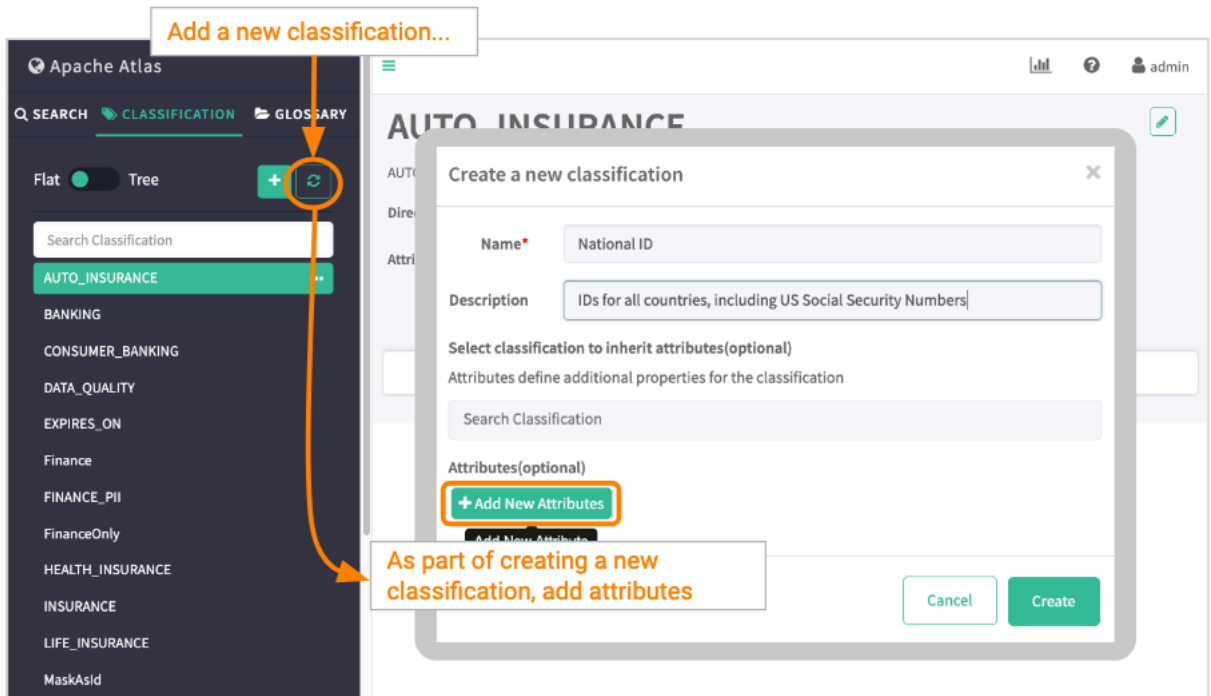 Add a new classification...
Apache Atlas
admin
SEARCH CLASSIFICATION GLOSSARY
Flat Tree
Search Classification
AUTO_INSURANCE
BANKING
CONSUMER_BANKING
DATA_QUALITY
EXPIRES_ON
Finance
FINANCE_PII
FinanceOnly
HEALTH_INSURANCE
INSURANCE
LIFE_INSURANCE
MaskAsId
AUTO_INSURANCE
Create a new classification
Name*
National ID
Description
IDs for all countries, including US Social Security Numbers
Select classification to inherit attributes(optional)
Attributes define additional properties for the classification
Search Classification
Attributes(optional)
+ Add New Attributes
Add New Attribute
As part of creating a new
classification, add attributes
Cancel Create